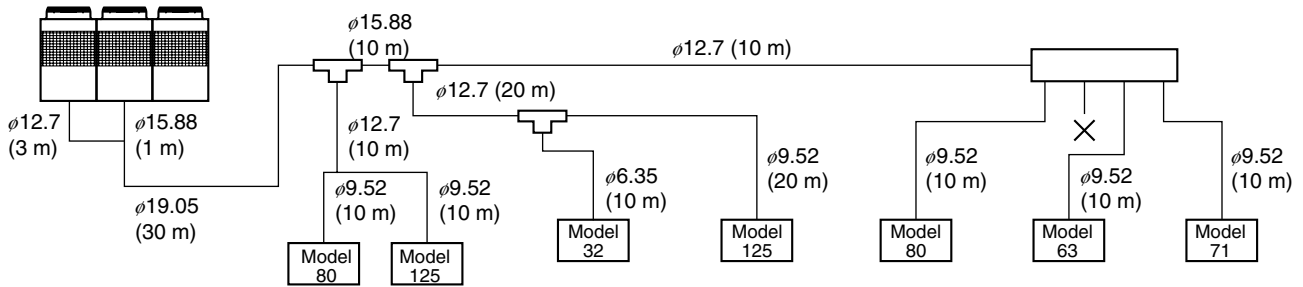 ø15.88
(10 m)
ø12.7 (10 m)
ø12.7 (20 m)
ø12.7
(3 m)
ø15.88
(1 m)
ø12.7
(10 m)
ø19.05
(30 m)
ø9.52
(10 m)
ø9.52
(10 m)
ø6.35
(10 m)
ø9.52
(20 m)
ø9.52
(10 m)
ø9.52
(10 m)
ø9.52
(10 m)
Model
80
Model
125
Model
32
Model
125
Model
80
Model
63
Model
71